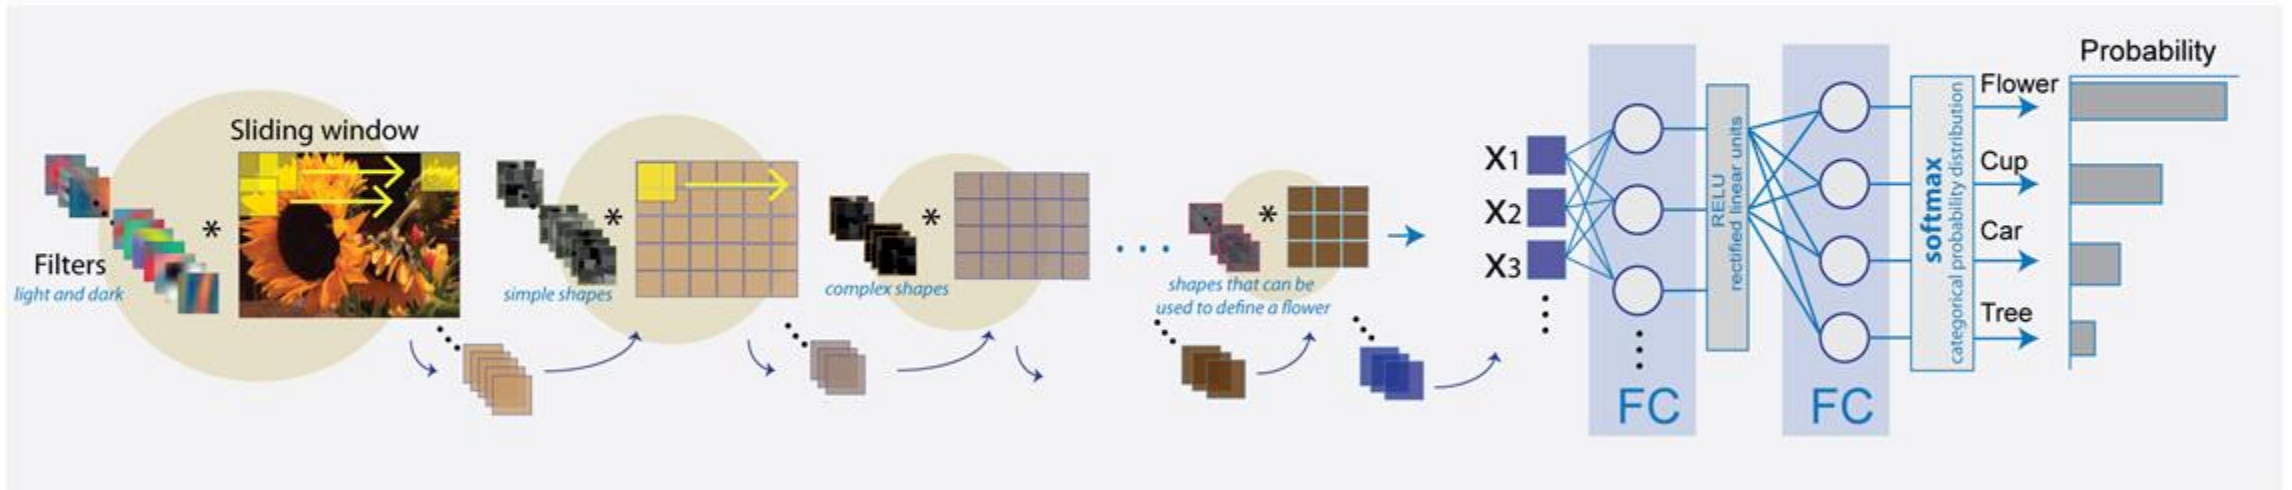 Sliding window
Filters
light and dark
*
simple shapes
*
complex shapes
*
shapes that can be
used to define a flower
*
X1
X2
X3
FC
RELU
rectified linear units
FC
softmax
categorical probability distribution
Probability
Flower
Cup
Car
Tree